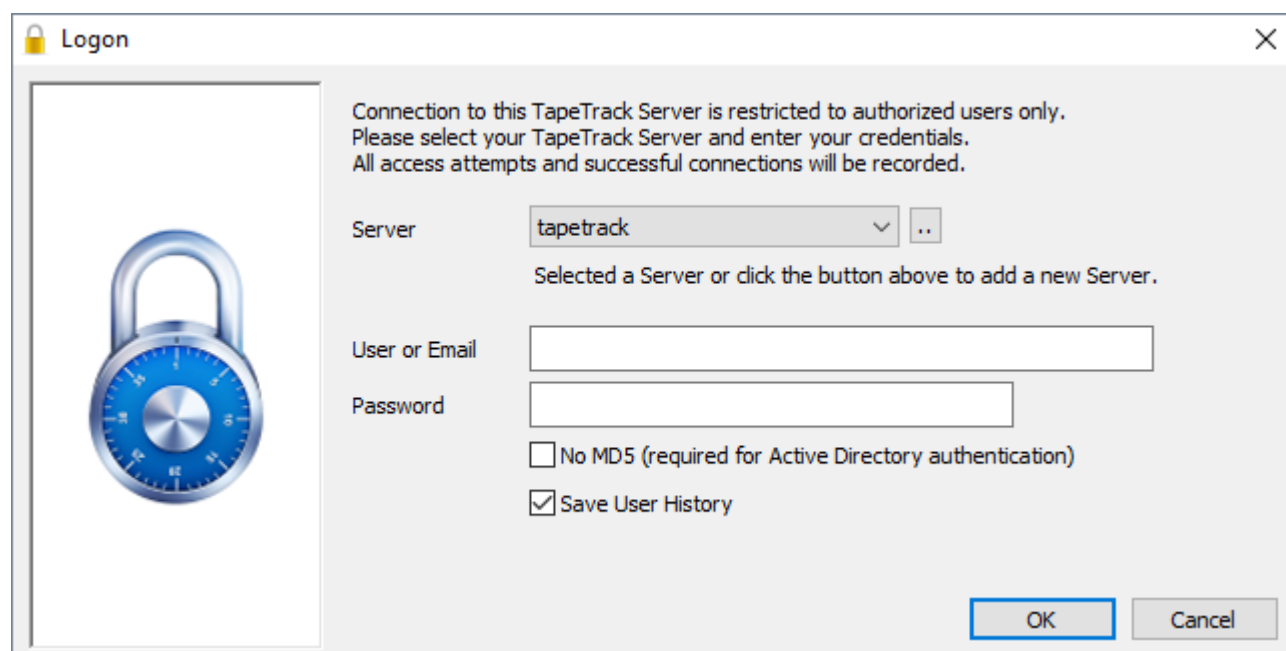 Logon
Connection to this TapeTrack Server is restricted to authorized users only.
Please select your TapeTrack Server and enter your credentials.
All access attempts and successful connections will be recorded.
Server
tapetrack
..
Selected a Server or click the button above to add a new Server.
User or Email
Password
No MD5 (required for Active Directory authentication)
Save User History
OK
Cancel